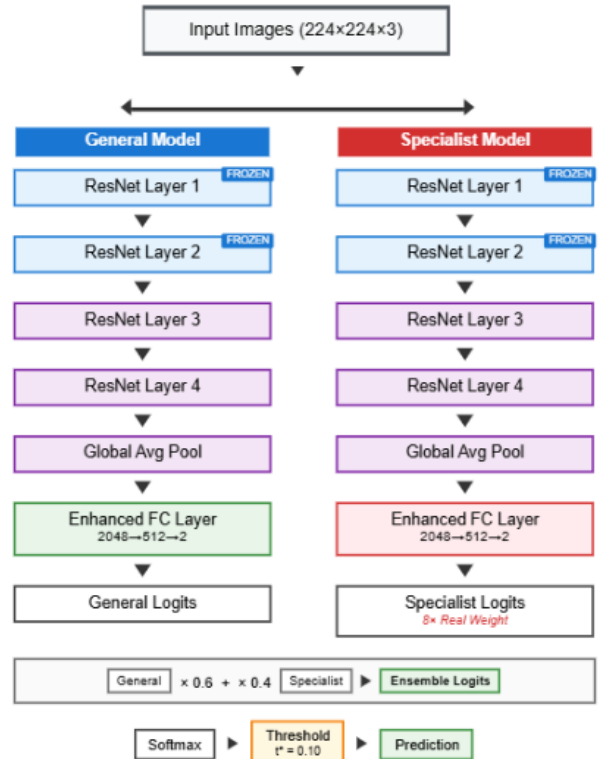 Input Images (224×224×3)
General Model
Specialist Model
FROZEN
ResNet Layer 1
FROZEN
ResNet Layer 1
FROZEN
ResNet Layer 2
FROZEN
ResNet Layer 2
ResNet Layer 3
ResNet Layer 3
ResNet Layer 4
ResNet Layer 4
Global Avg Pool
Global Avg Pool
Enhanced FC Layer
2048→512→2
Enhanced FC Layer
2048→512→2
General Logits
Specialist Logits
8× Real Weight
General × 0.6 + × 0.4 Specialist Ensemble Logits
Softmax
Threshold
t* = 0.10
Prediction